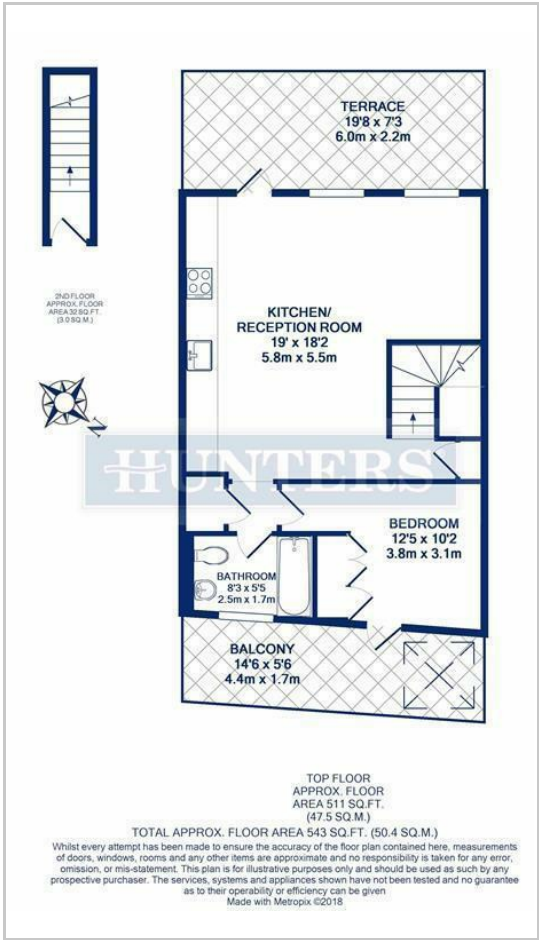 TERRACE
19'8 x 7'3
6.0m x 2.2m
2ND FLOOR
APPROX. FLOOR
AREA 32 SQ.FT.
(3.0 SQ.M.)
KITCHEN/
RECEPTION ROOM
19' x 18'2
5.8m x 5.5m
N
HUNTERS
BEDROOM
12'5 x 10'2
3.8m x 3.1m
BATHROOM
8'3 x 5'5
2.5m x 1.7m
BALCONY
14'6 x 5'6
4.4m x 1.7m
TOP FLOOR
APPROX. FLOOR
AREA 511 SQ.FT.
(47.5 SQ.M.)
TOTAL APPROX. FLOOR AREA 543 SQ.FT. (50.4 SQ.M.)
Whilst every attempt has been made to ensure the accuracy of the floor plan contained here, measurements
of doors, windows, rooms and any other items are approximate and no responsibility is taken for any error,
omission, or mis-statement. This plan is for illustrative purposes only and should be used as such by any
prospective purchaser. The services, systems and appliances shown have not been tested and no guarantee
as to their operability or efficiency can be given
Made with Metropix ©2018